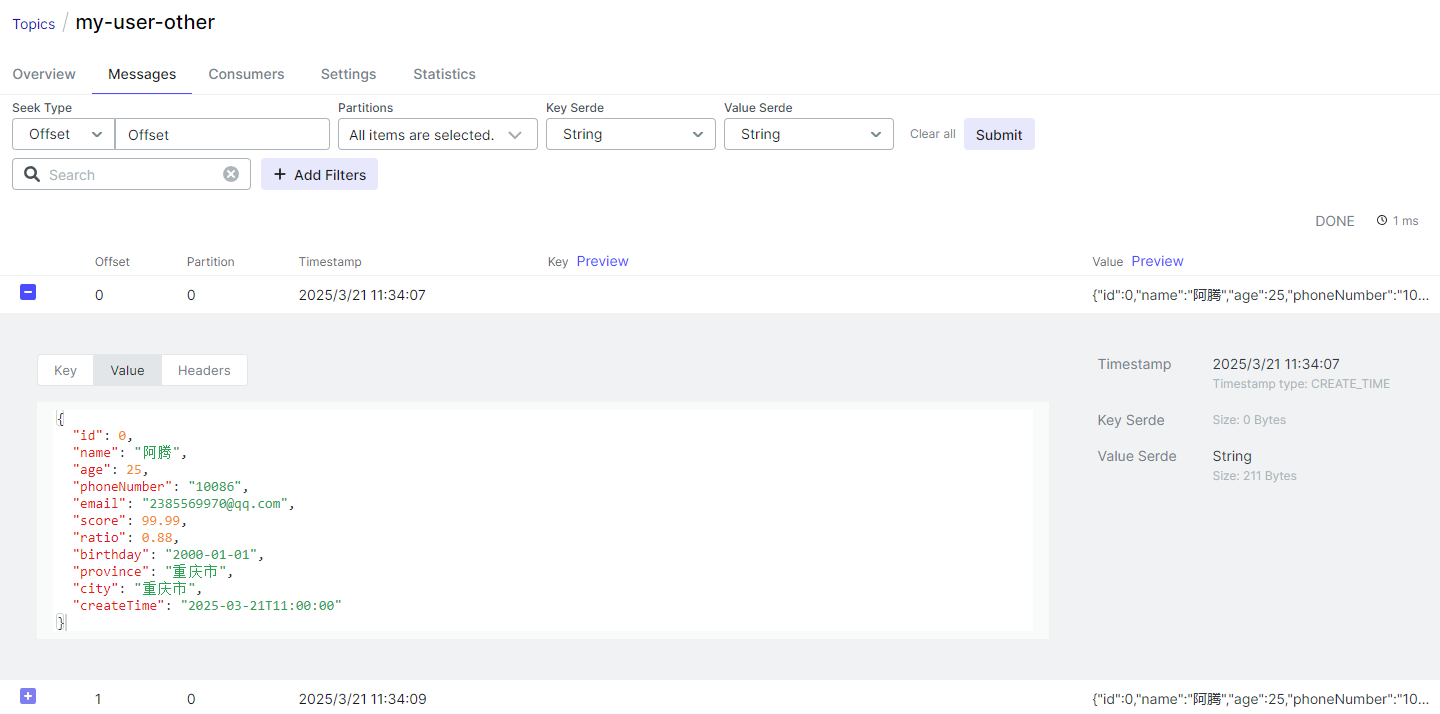 Topics / my-user-other
Overview Messages Consumers Settings Statistics
Seek Type Partitions Key Serde Value Serde
Offset Offset All items are selected. String String Clear all Submit
Search Add Filters
DONE 1 ms
Offset Partition Timestamp Key Preview Value Preview
0 0 2025/3/21 11:34:07 {"id":0,"name":"阿腾","age":25,"phoneNumber":"10...
Key Value Headers
{
"id": 0,
"name": "阿腾",
"age": 25,
"phoneNumber": "10086",
"email": "2385569970@qq.com",
"score": 99.99,
"ratio": 0.88,
"birthday": "2000-01-01",
"province": "重庆市",
"city": "重庆市",
"createTime": "2025-03-21T11:00:00"
}
Timestamp 2025/3/21 11:34:07
Timestamp type: CREATE_TIME
Key Serde Size: 0 Bytes
Value Serde String
Size: 211 Bytes
1 0 2025/3/21 11:34:09 {"id":0,"name":"阿腾","age":25,"phoneNumber":"10...